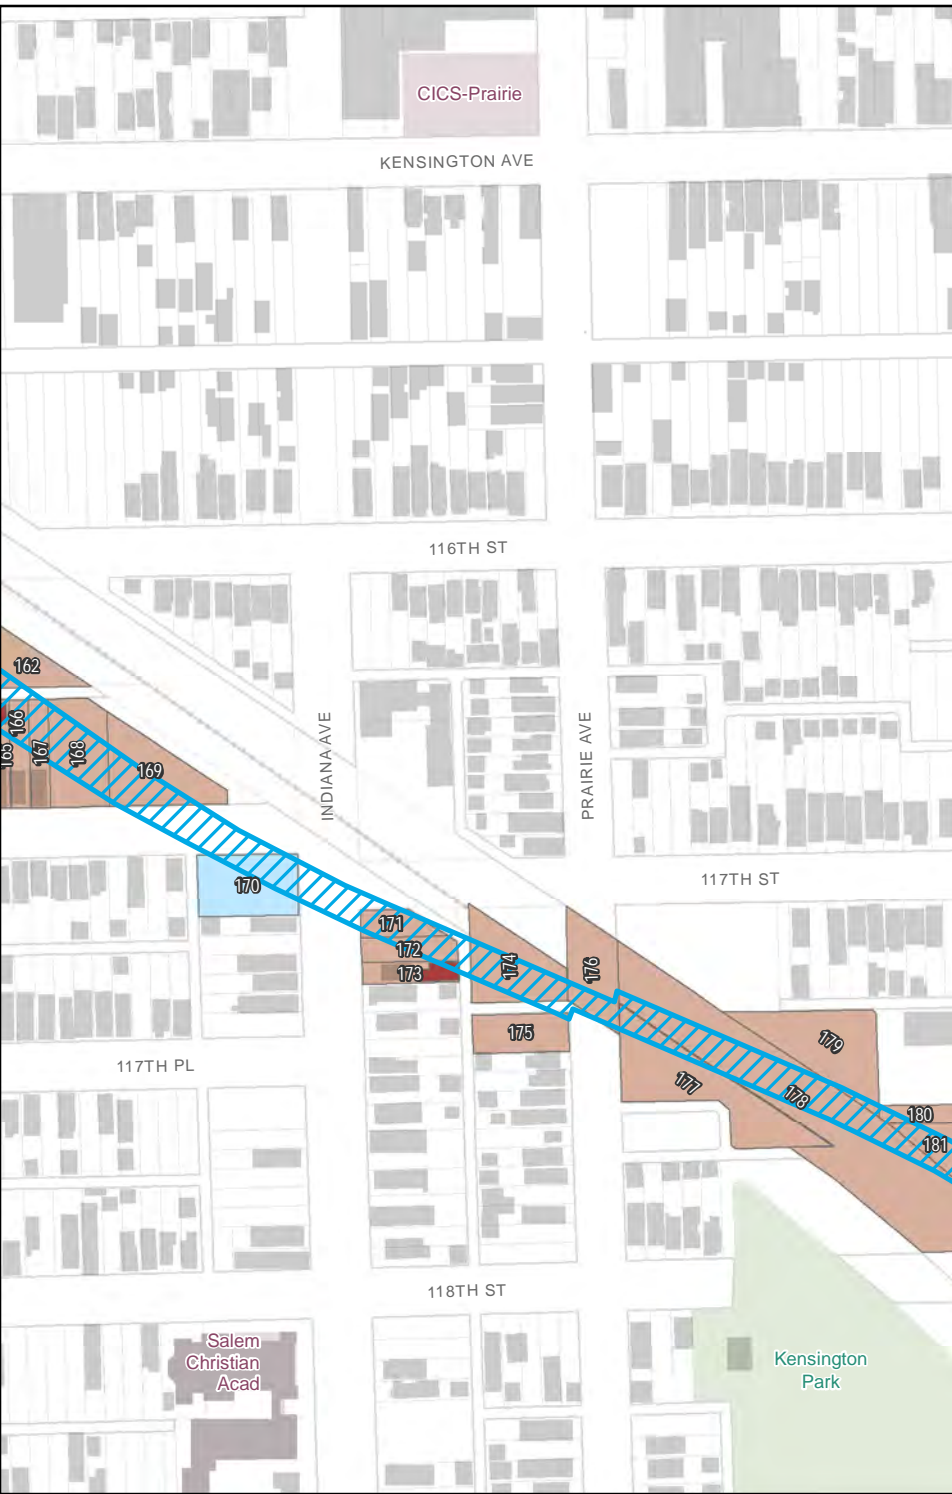 CICS-Prairie
KENSINGTON AVE
116TH ST
162
166
165
167
168
169
INDIANA AVE
PRAIRIE AVE
170
117TH ST
171
172
173
174
176
175
179
117TH PL
177
178
180
181
118TH ST
Salem
Christian
Acad
Kensington
Park